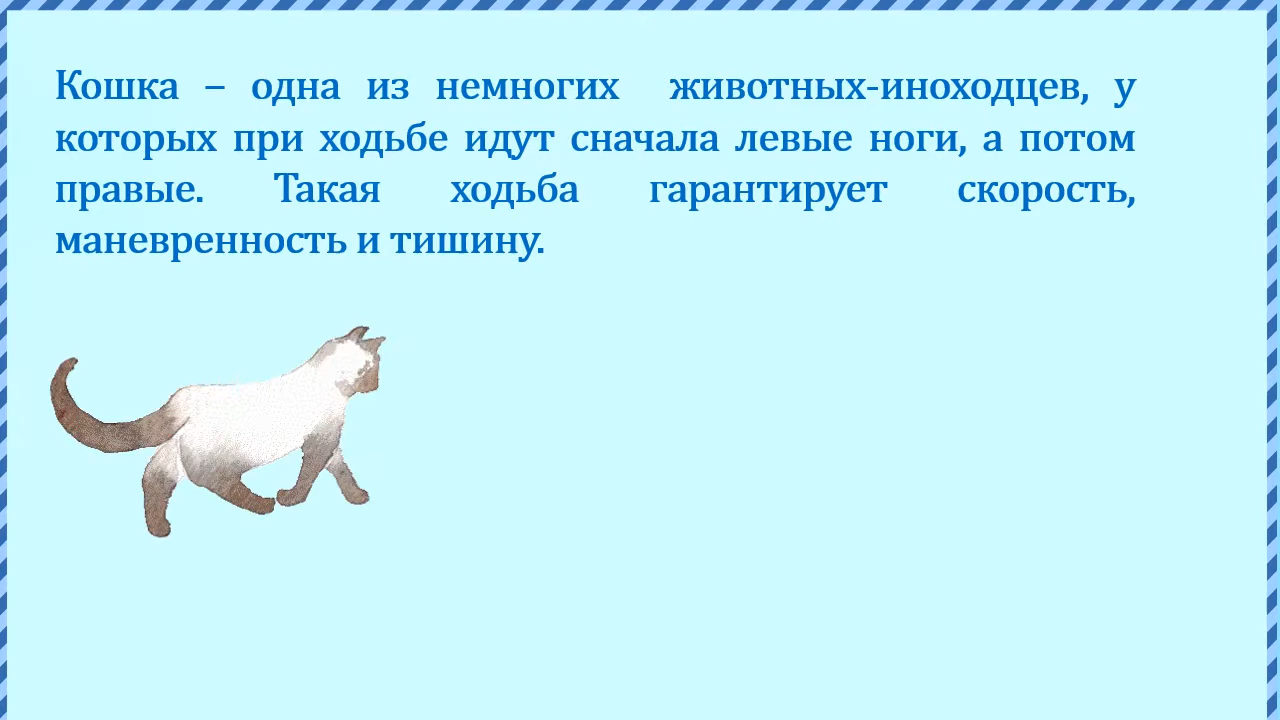 Кошка – одна из немногих животных-иноходцев, у
которых при ходьбе идут сначала левые ноги, а потом
правые. Такая ходьба гарантирует скорость,
маневренность и тишину.